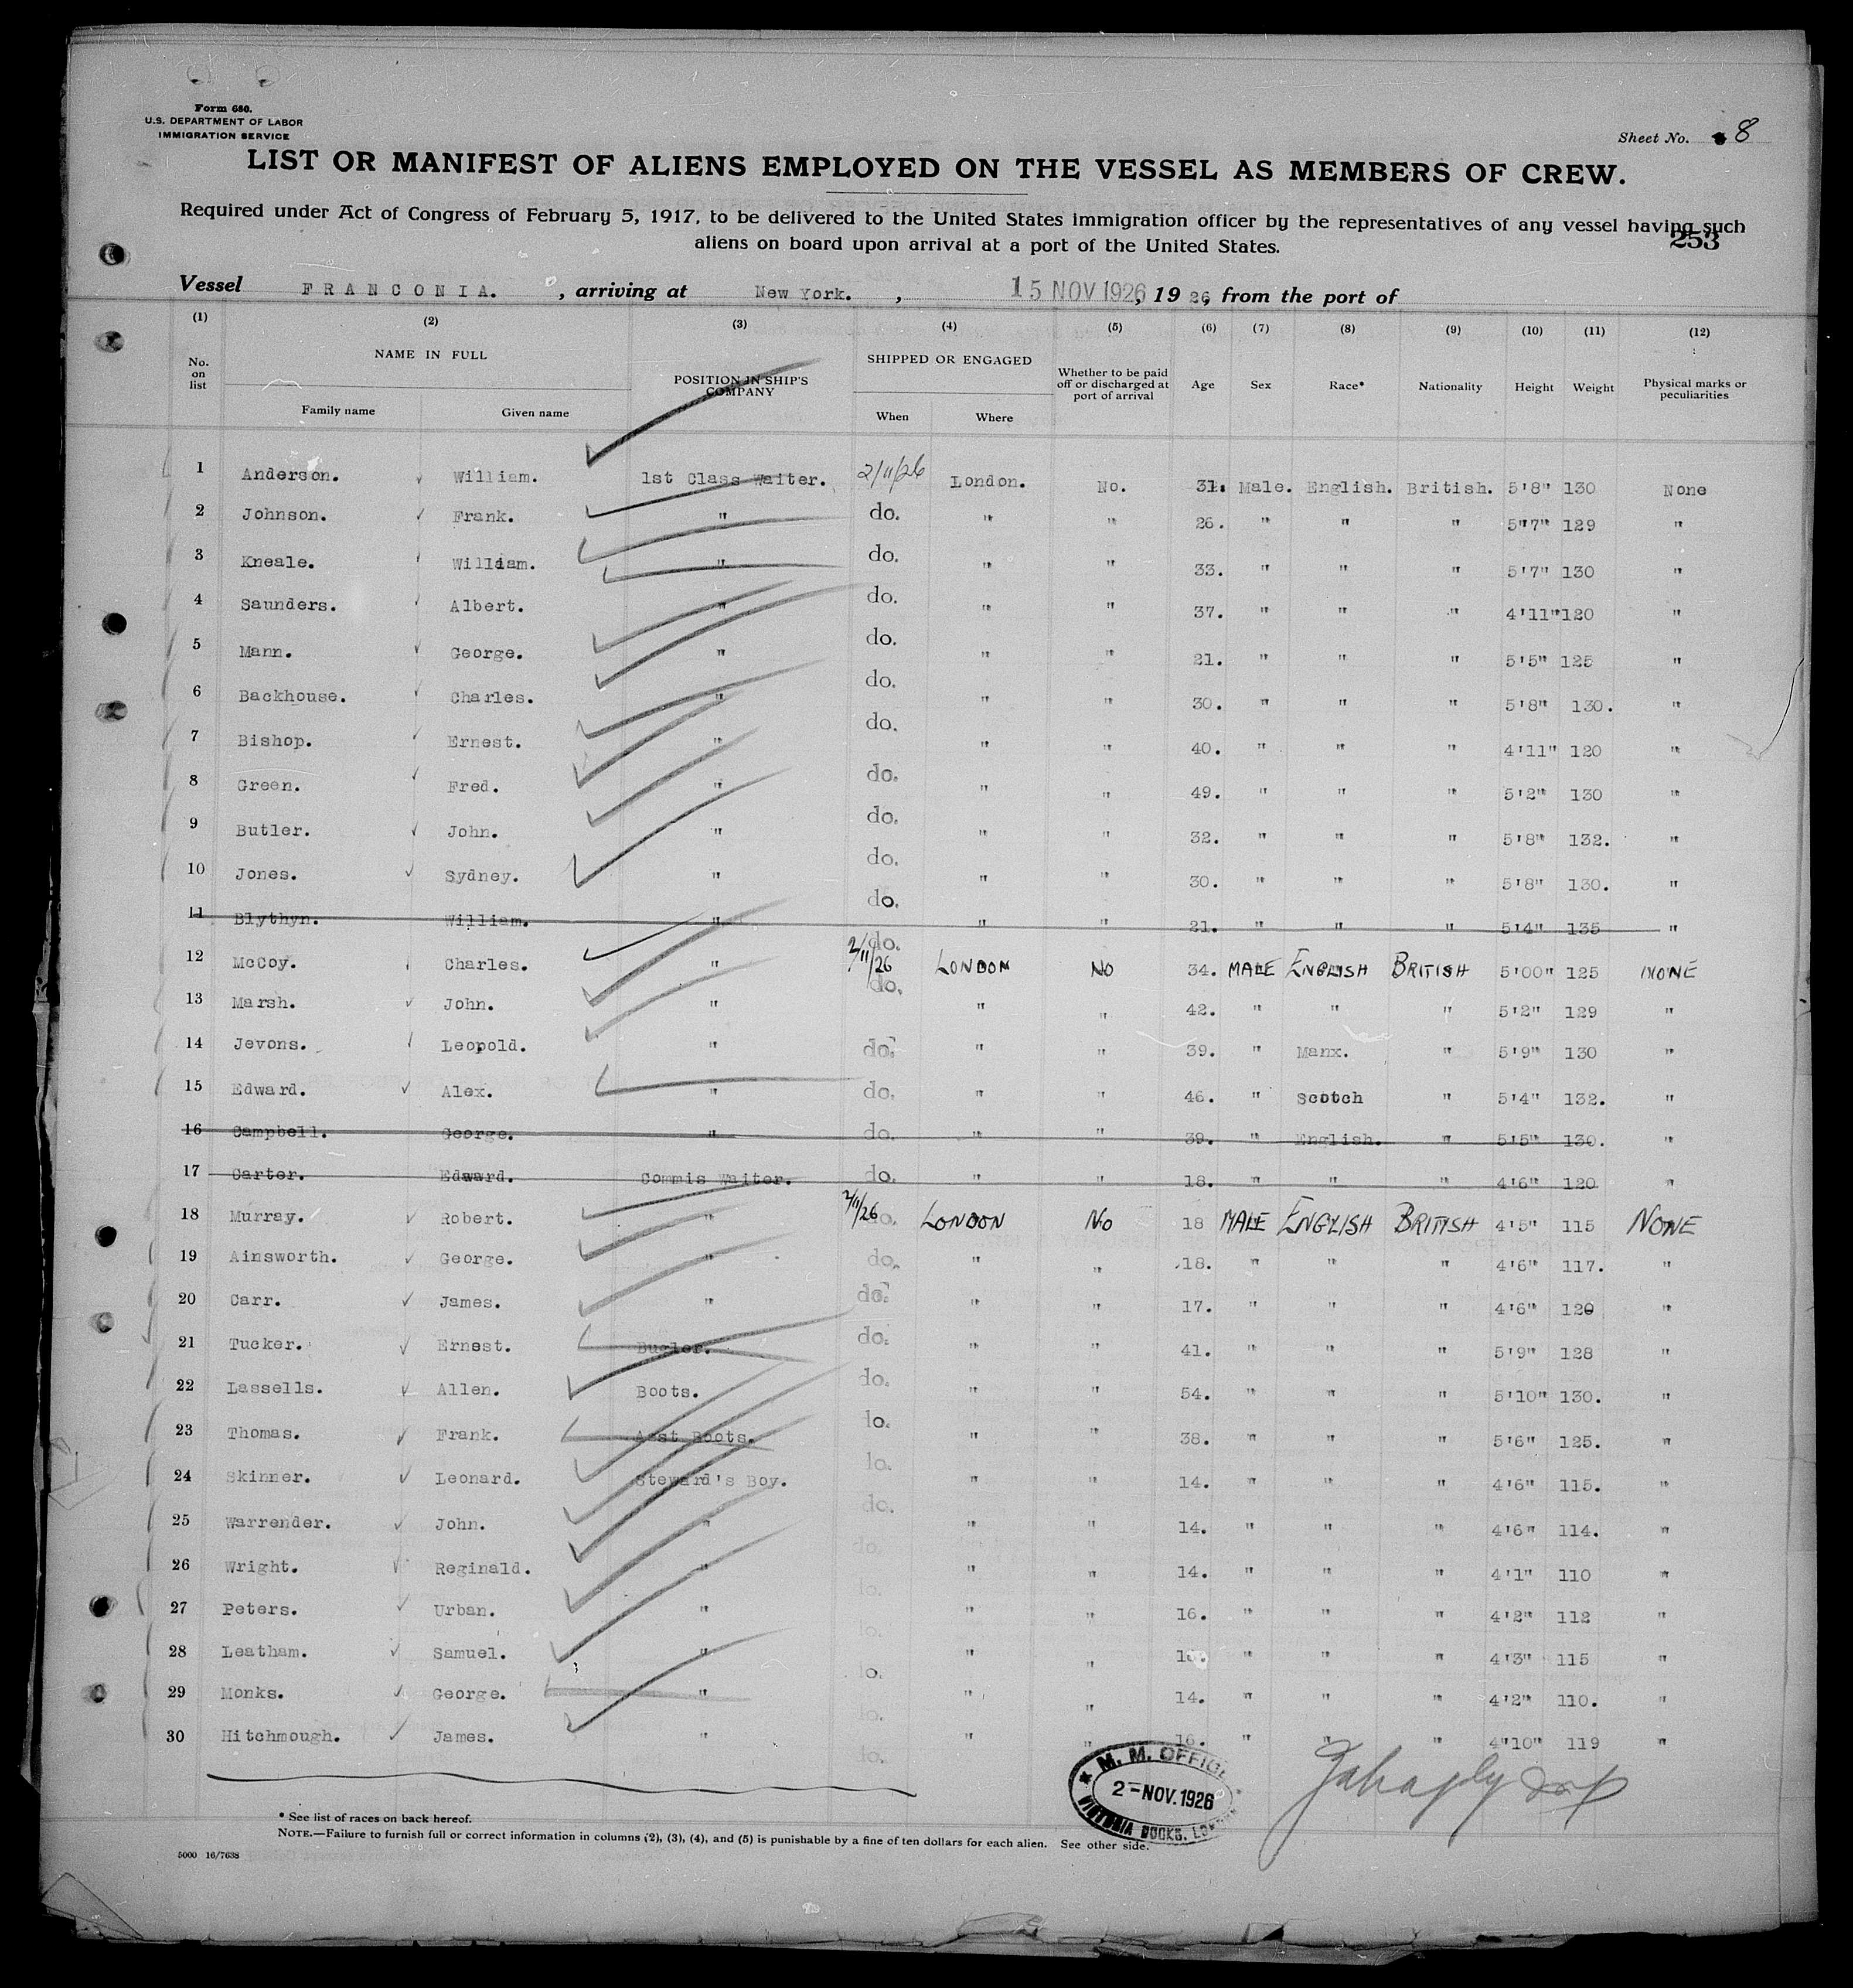 Form 680.
U.S. DEPARTMENT OF LABOR
IMMIGRATION SERVICE
Sheet No. 8
LIST OR MANIFEST OF ALIENS EMPLOYED ON THE VESSEL AS MEMBERS OF CREW.
Required under Act of Congress of February 5, 1917, to be delivered to the United States immigration officer by the representatives of any vessel having such
aliens on board upon arrival at a port of the United States.
253
Vessel FRANCONIA. , arriving at New York. , 15 NOV 1926, 19 26, from the port of
(1) (2) (3) (4) (5) (6) (7) (8) (9) (10) (11) (12)
No. on list NAME IN FULL Family name Given name POSITION IN SHIP'S COMPANY SHIPPED OR ENGAGED When Where Whether to be paid off or discharged at port of arrival Age Sex Race* Nationality Height Weight Physical marks or peculiarities
1 Anderson. William. 1st Class Waiter. 2/11/26 London. No. 31. Male. English. British. 5'8" 130 None
2 Johnson. Frank. " do. " " 26. " " " 5"7" 129 "
3 Kneale. William. " do. " " 33. " " " 5'7" 130 "
4 Saunders. Albert. " do. " " 37. " " " 4'11" 120 "
5 Mann. George. " do. " " 21. " " " 5'5" 125 "
6 Backhouse. Charles. " do. " " 30. " " " 5'8" 130. "
7 Bishop. Ernest. " do. " " 40. " " " 4'11" 120 "
8 Green. Fred. " do. " " 49. " " " 5'2" 130 "
9 Butler. John. " do. " " 32. " " " 5'8" 132. "
10 Jones. Sydney. " do. " " 30. " " " 5'8" 130. "
11 Blythyn. William. " do. " " 21. " " " 5'4" 135 "
12 McCoy. Charles. " do. 2/11/26 LONDON NO 34. MALE ENGLISH BRITISH 5'00" 125 NONE
13 Marsh. John. " do. " " 42. " " " 5'2" 129 "
14 Jevons. Leopold. " do. " " 39. " Manx. " 5'9" 130 "
15 Edward. Alex. " do. " " 46. " Scotch " 5'4" 132. "
16 Campbell. George. " do. " " 39. " English. " 5'5" 130. "
17 Carter. Edward. Commis Waiter. do. " " 18. " " " 4'6" 120 "
18 Murray. Robert. " 2/11/26 do. LONDON NO 18 MALE ENGLISH BRITISH 4'5" 115 NONE
19 Ainsworth. George. " do. " " 18. " " " 4'6" 117. "
20 Carr. James. " do. " " 17. " " " 4'6" 120 "
21 Tucker. Ernest. Bugler. do. " " 41. " " " 5'9" 128 "
22 Lassells. Allen. Boots. do. " " 54. " " " 5'10" 130. "
23 Thomas. Frank. Asst Boots. do. " " 38. " " " 5'6" 125. "
24 Skinner. Leonard. Steward's Boy. do. " " 14. " " " 4'6" 115. "
25 Warrender. John. " do. " " 14. " " " 4'6" 114. "
26 Wright. Reginald. " do. " " 14. " " " 4'1" 110 "
27 Peters. Urban. " do. " " 16. " " " 4'2" 112 "
28 Leatham. Samuel. " do. " " " " " 4'3" 115 "
29 Monks. George. " do. " " 14. " " " 4'2" 110. "
30 Hitchmough. James. " do. " " 16. " " " 4"10" 119 "
* M. M. OFFICE *
2-NOV.1926
VICTORIA DOCKS,
* See list of races on back hereof.
NOTE.—Failure to furnish full or correct information in columns (2), (3), (4), and (5) is punishable by a fine of ten dollars for each alien. See other side.
5000 16/7638